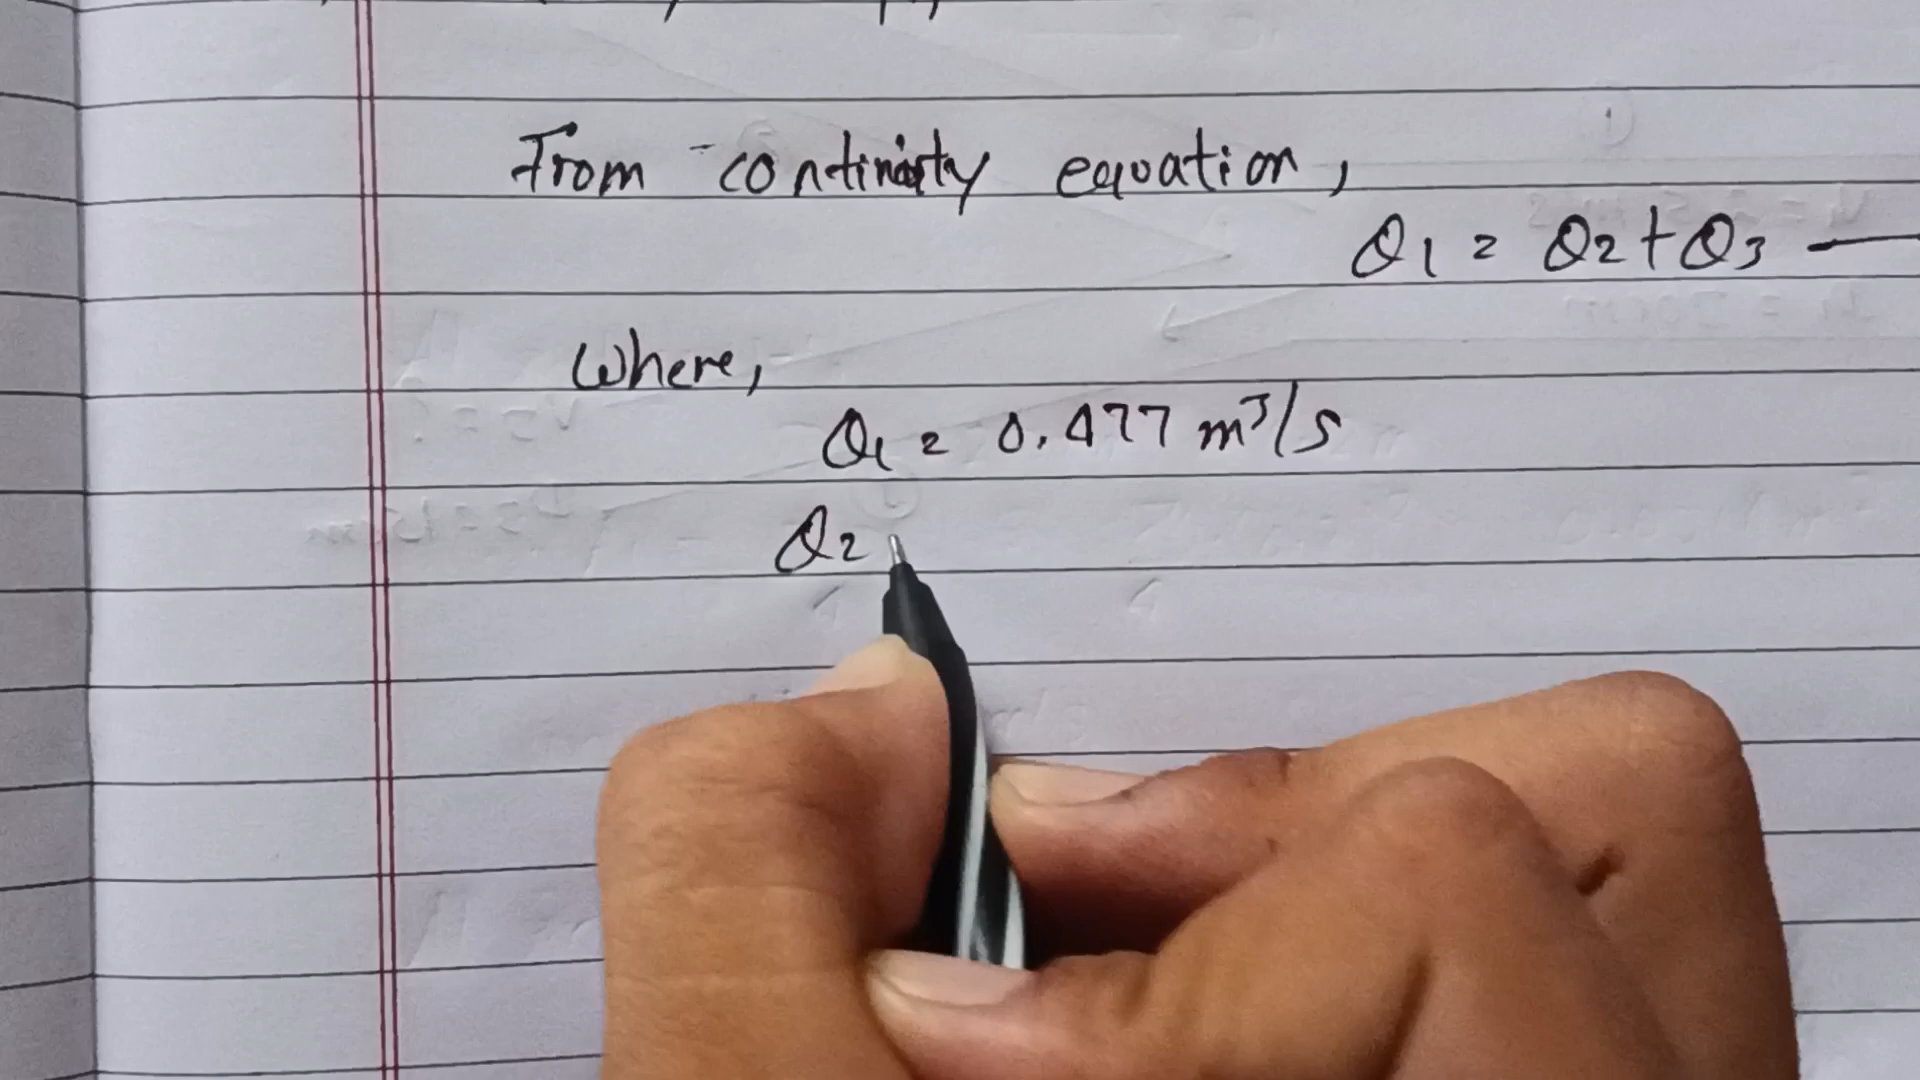 From continuity equation,
Q1 = Q2 + Q3
Where,
Q1 = 0.477 m³/s
Q2